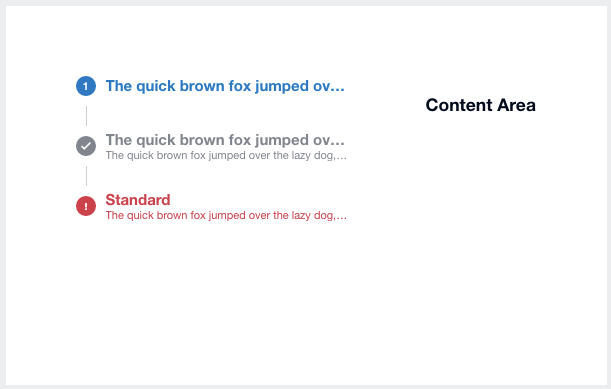 1 The quick brown fox jumped ov…
Content Area
The quick brown fox jumped ov…
The quick brown fox jumped over the lazy dog,…
! Standard
The quick brown fox jumped over the lazy dog,…